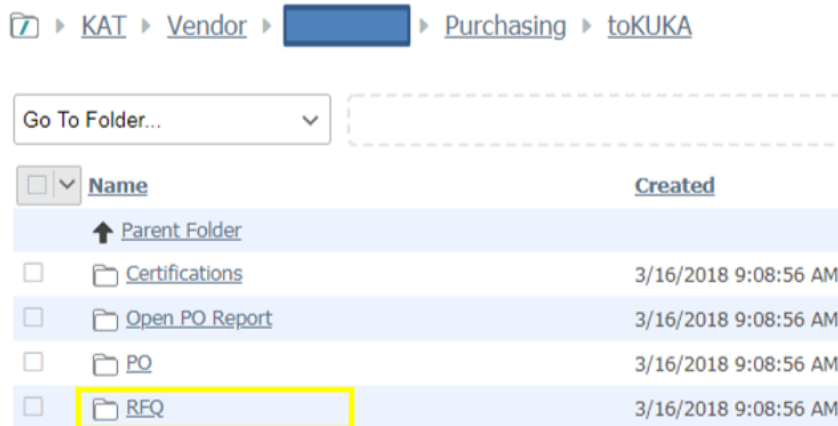 KAT Vendor Purchasing toKUKA
Go To Folder...
Name Created
Parent Folder
Certifications 3/16/2018 9:08:56 AM
Open PO Report 3/16/2018 9:08:56 AM
PO 3/16/2018 9:08:56 AM
RFQ 3/16/2018 9:08:56 AM